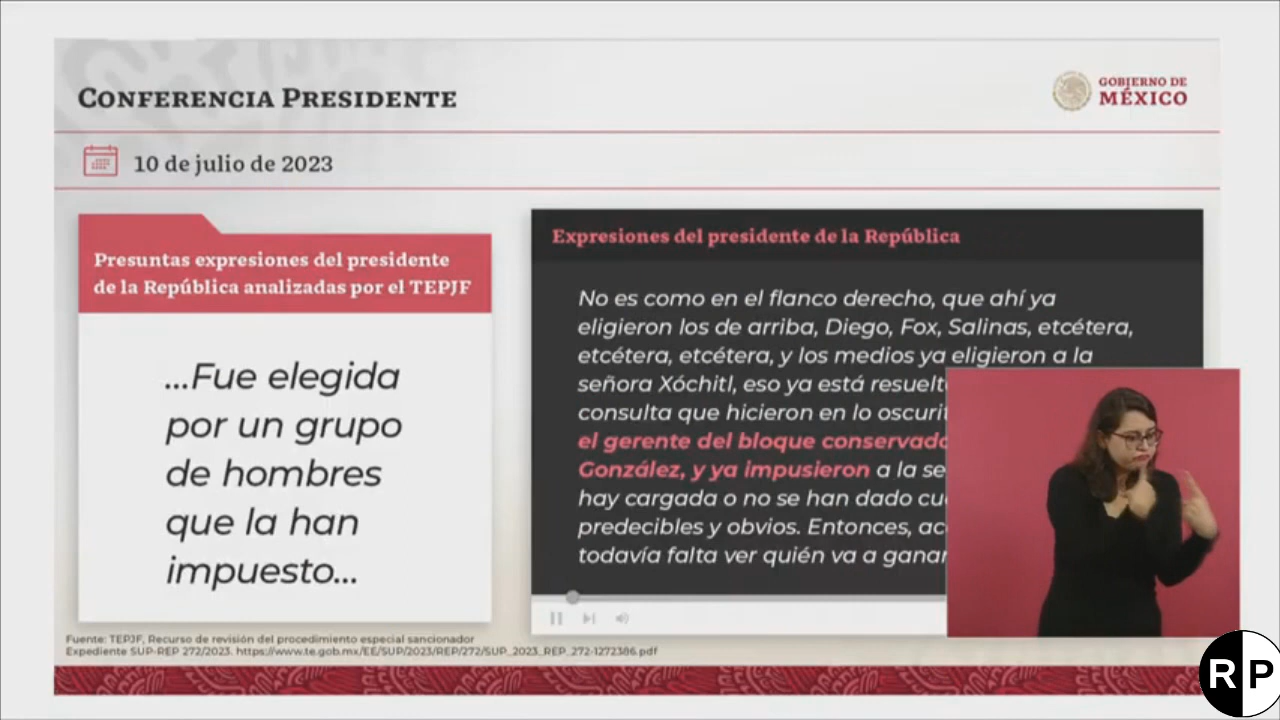 CONFERENCIA PRESIDENTE
GOBIERNO DE
MÉXICO
10 de julio de 2023
Presuntas expresiones del presidente
de la República analizadas por el TEPJF
...Fue elegida
por un grupo
de hombres
que la han
impuesto...
Expresiones del presidente de la República
No es como en el flanco derecho, que ahí ya
eligieron los de arriba, Diego, Fox, Salinas, etcétera,
etcétera, etcétera, y los medios ya eligieron a la
señora Xóchitl, eso ya está
consulta que hicieron en lo
el gerente del bloque
González, y ya impusieron a la
hay cargada o no se han dado
predecibles y obvios. Entonces,
todavía falta ver quién va a
Fuente: TEPJF, Recurso de revisión del procedimiento especial sancionador
Expediente SUP-REP 272/2023. https://www.te.gob.mx/EE/SUP/2023/REP/272/SUP_2023_REP_272-1272386.pdf
RP